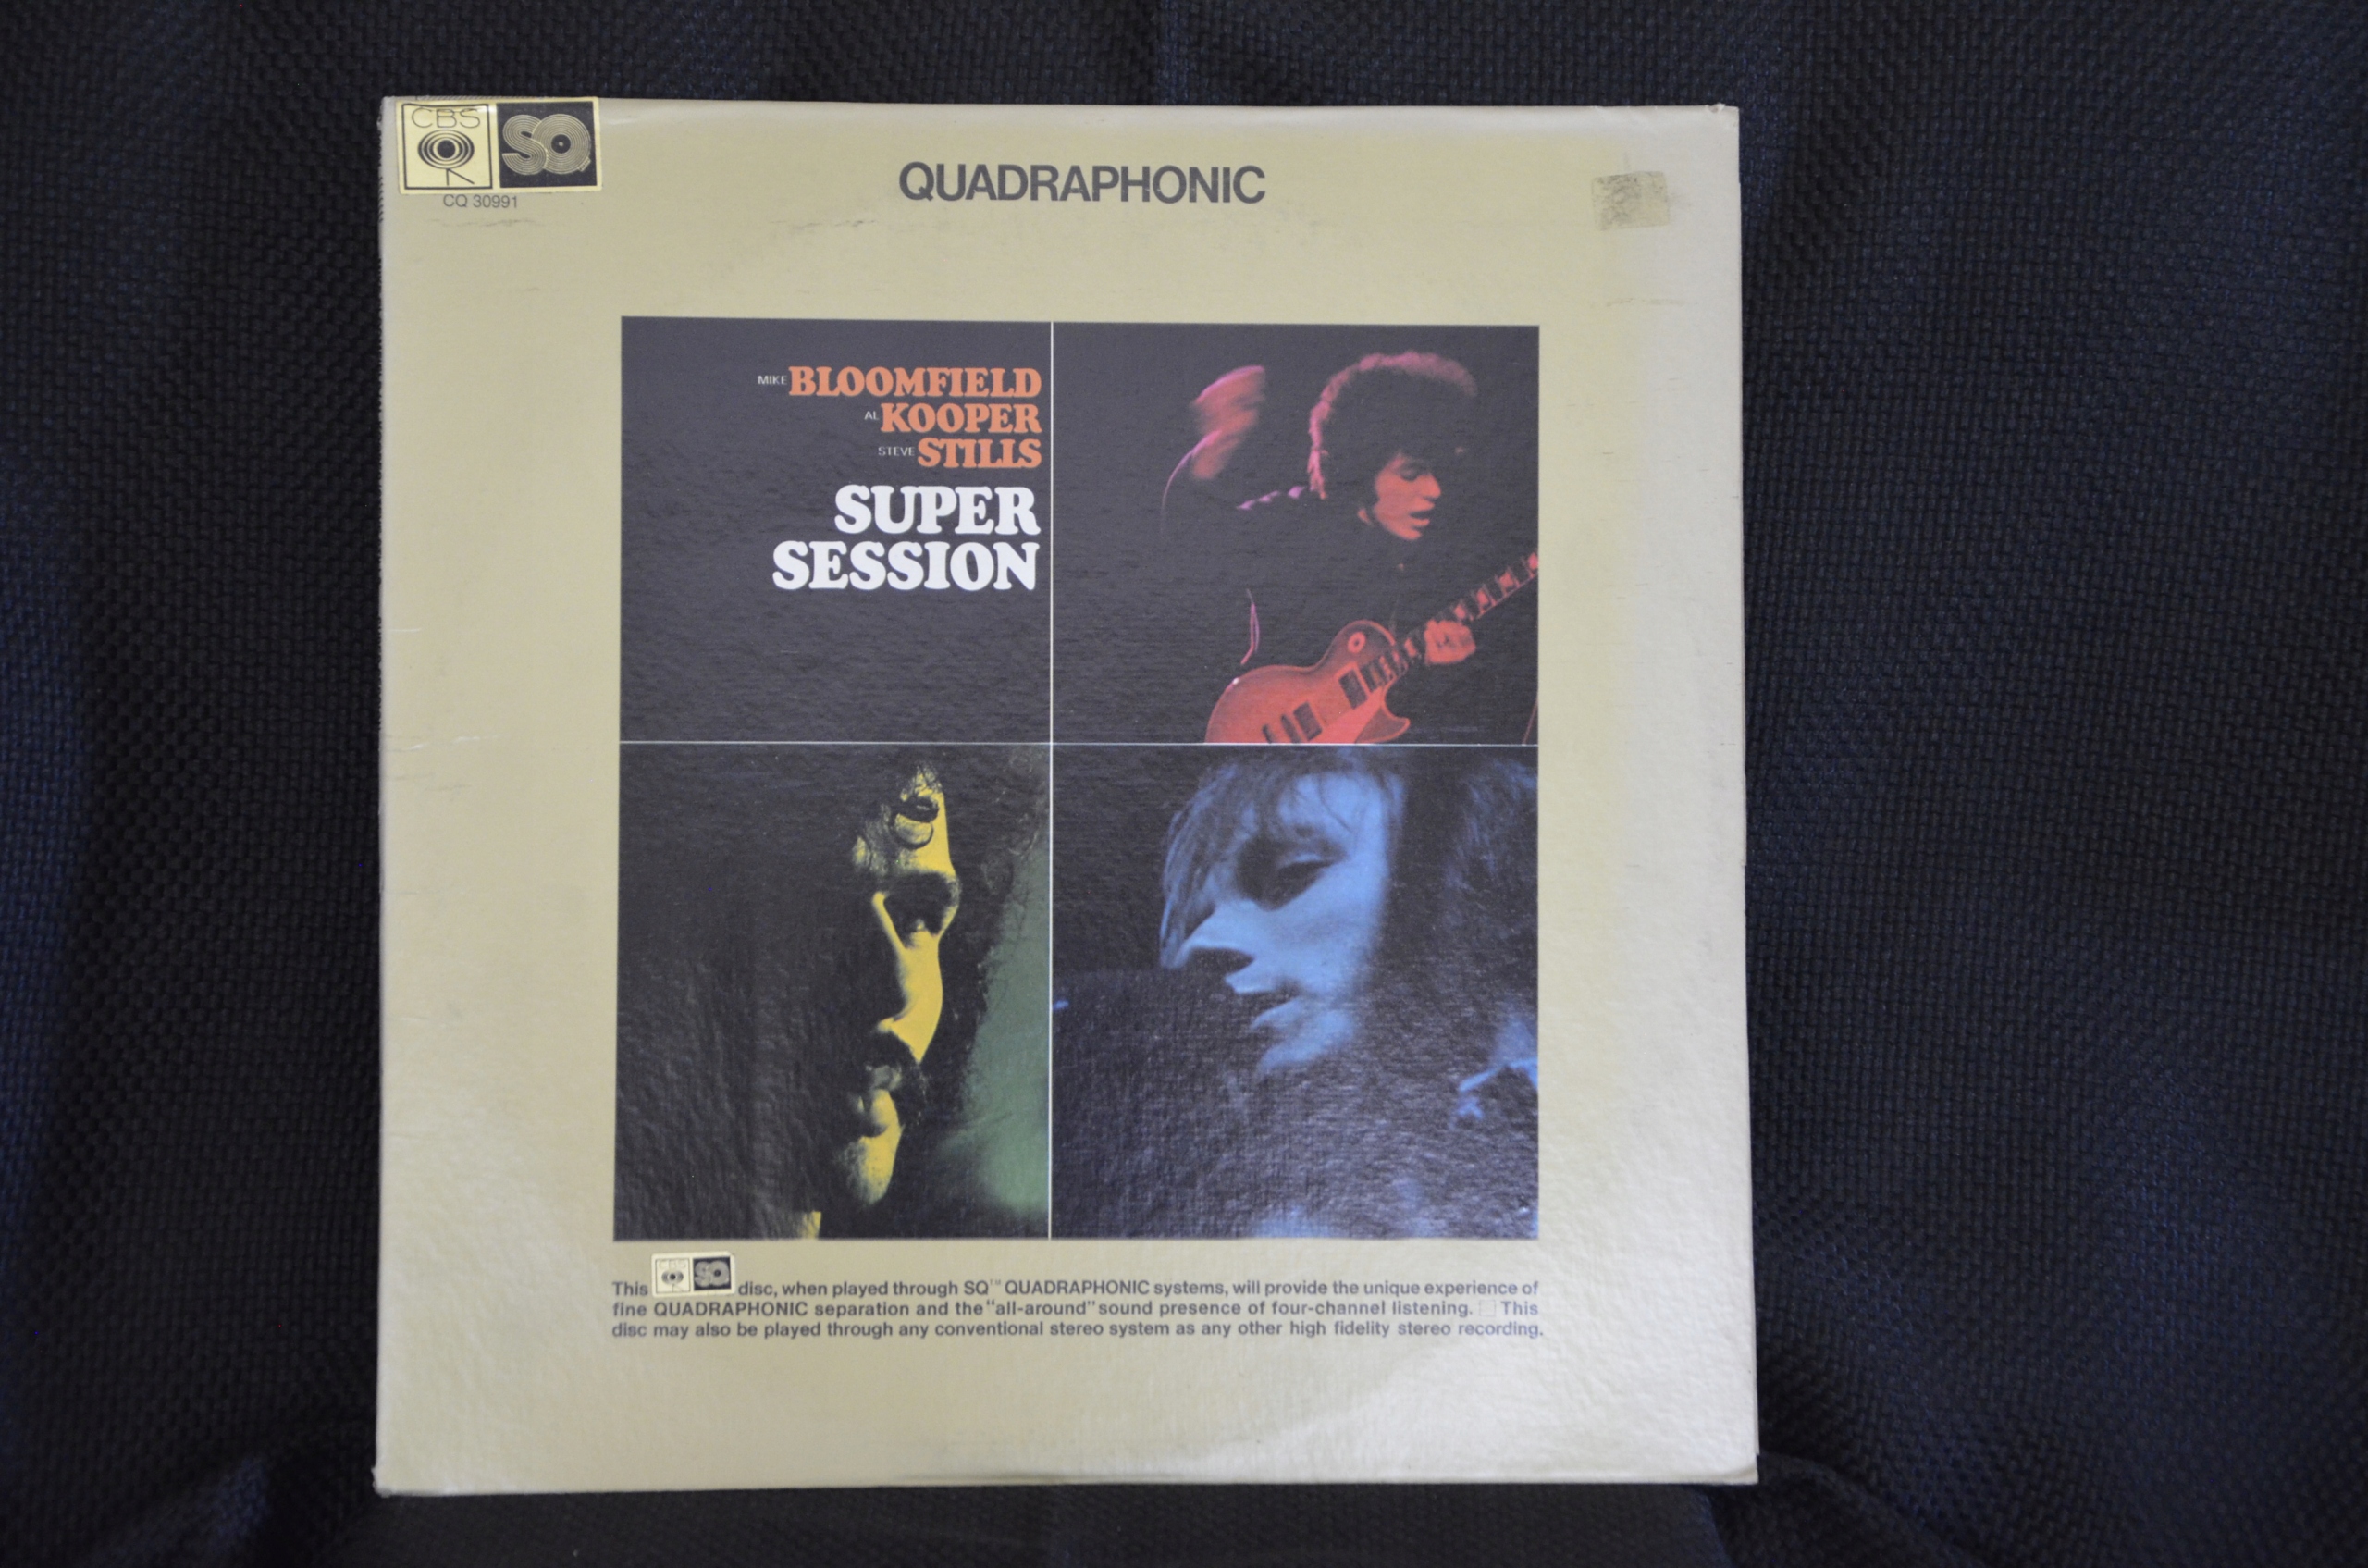 CBS SQ
CQ 30991
QUADRAPHONIC
MIKE BLOOMFIELD
AL KOOPER
STEVE STILLS
SUPER
SESSION
This CBS SQ disc, when played through SQ™ QUADRAPHONIC systems, will provide the unique experience of
fine QUADRAPHONIC separation and the "all-around" sound presence of four-channel listening. □ This
disc may also be played through any conventional stereo system as any other high fidelity stereo recording.